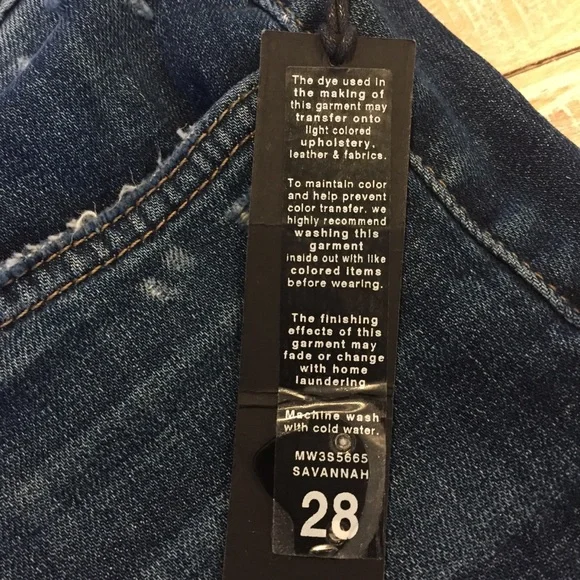 The dye used in
the making of
this garment may
transfer onto
light colored
upholstery,
leather & fabrics.
To maintain color
and help prevent
color transfer, we
highly recommend
washing this
garment
inside out with like
colored items
before wearing.
The finishing
effects of this
garment may
fade or change
with home
laundering
Machine wash
with cold water.
MW3S5665
SAVANNAH
28